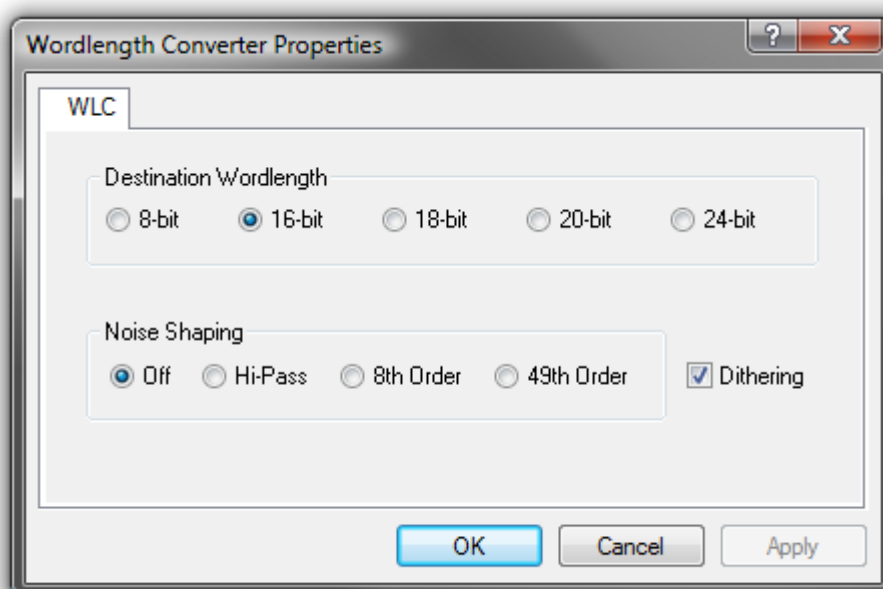 Wordlength Converter Properties
?
X
WLC
Destination Wordlength
8-bit 16-bit 18-bit 20-bit 24-bit
Noise Shaping
Off Hi-Pass 8th Order 49th Order Dithering
OK Cancel Apply